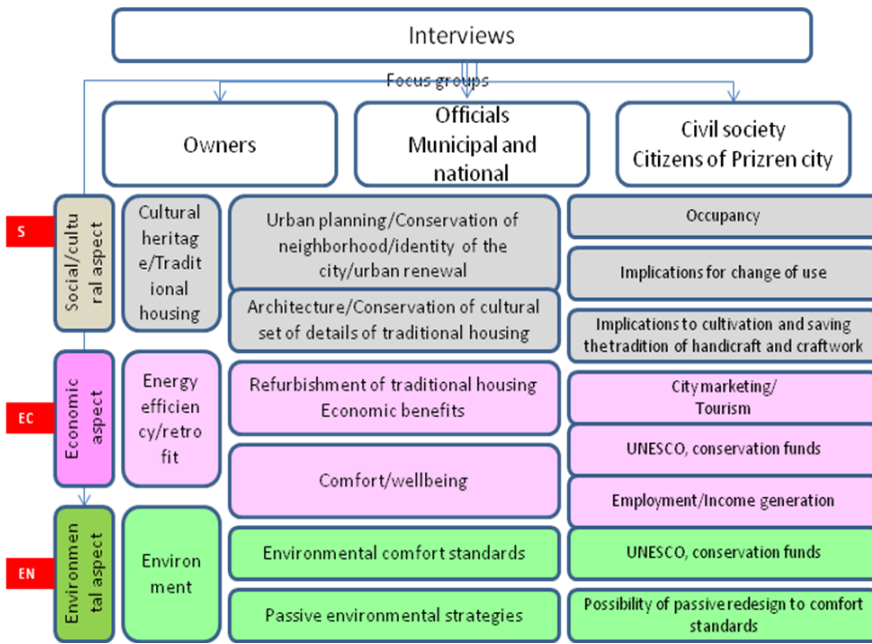 Interviews
Focus groups
Owners
Officials
Municipal and
national
Civil society
Citizens of Prizren city
S
Social/cultu
ral aspect
Cultural
heritag
e/Tradit
ional
housing
Urban planning/Conservation of
neighborhood/identity of the
city/urban renewal
Architecture/Conservation of cultural
set of details of traditional housing
Occupancy
Implications for change of use
Implications to cultivation and saving
the tradition of handicraft and craftwork
EC
Economic
aspect
Energy
efficien
cy/retro
fit
Refurbishment of traditional housing
Economic benefits
Comfort/wellbeing
City marketing/
Tourism
UNESCO, conservation funds
Employment/Income generation
EN
Environmen
tal aspect
Environ
ment
Environmental comfort standards
Passive environmental strategies
UNESCO, conservation funds
Possibility of passive redesign to comfort
standards